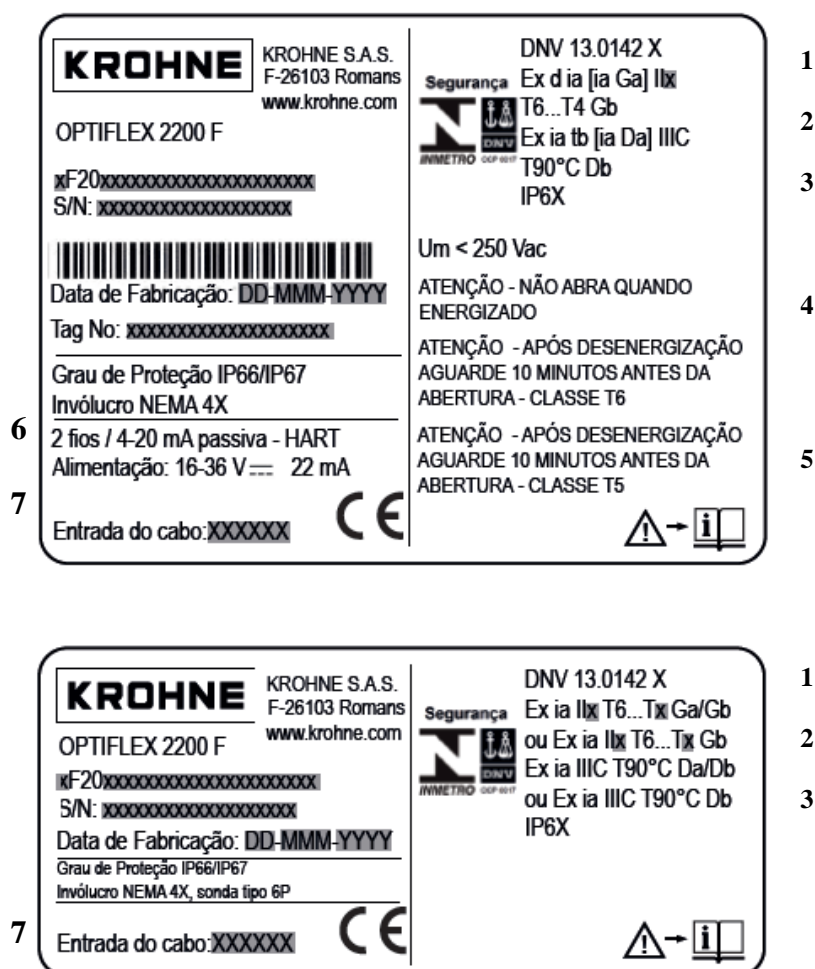 KROHNE
KROHNE S.A.S.
F-26103 Romans
www.krohne.com
OPTIFLEX 2200 F
xF20xxxxxxxxxxxxxxxxxxxxxx
S/N: xxxxxxxxxxxxxxxxxxxx
Data de Fabricação: DD-MMM-YYYY
Tag No: xxxxxxxxxxxxxxxxxxxxx
Grau de Proteção IP66/IP67
Invólucro NEMA 4X
6
2 fios / 4-20 mA passiva - HART
Alimentação: 16-36 V 22 mA
7
Entrada do cabo:XXXXXX
CE
Segurança
INMETRO
DNV
OCP 0017
DNV 13.0142 X
Ex d ia [ia Ga] IIx
T6...T4 Gb
Ex ia tb [ia Da] IIIC
T90°C Db
IP6X
Um < 250 Vac
ATENÇÃO - NÃO ABRA QUANDO
ENERGIZADO
ATENÇÃO - APÓS DESENERGIZAÇÃO
AGUARDE 10 MINUTOS ANTES DA
ABERTURA - CLASSE T6
ATENÇÃO - APÓS DESENERGIZAÇÃO
AGUARDE 10 MINUTOS ANTES DA
ABERTURA - CLASSE T5
1
2
3
4
5
KROHNE
KROHNE S.A.S.
F-26103 Romans
www.krohne.com
OPTIFLEX 2200 F
xF20xxxxxxxxxxxxxxxxxxxxxx
S/N: xxxxxxxxxxxxxxxxxxxx
Data de Fabricação: DD-MMM-YYYY
Grau de Proteção IP66/IP67
Invólucro NEMA 4X, sonda tipo 6P
7
Entrada do cabo:XXXXXX
CE
Segurança
INMETRO
DNV
OCP 0017
DNV 13.0142 X
Ex ia IIx T6...Tx Ga/Gb
ou Ex ia IIx T6...Tx Gb
Ex ia IIIC T90°C Da/Db
ou Ex ia IIIC T90°C Db
IP6X
1
2
3